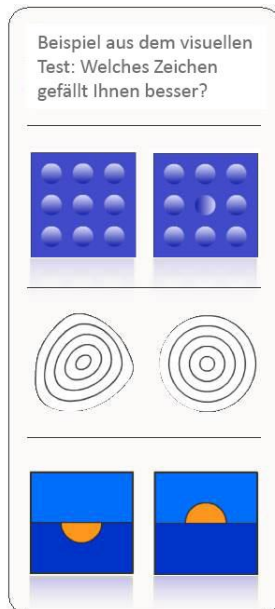 Beispiel aus dem visuellen
Test: Welches Zeichen
gefällt Ihnen besser?